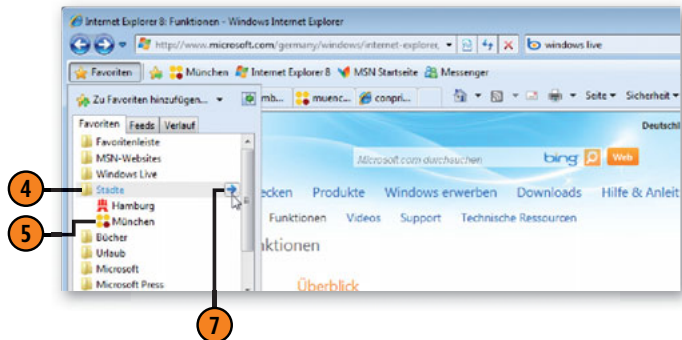 Internet Explorer 8: Funktionen - Windows Internet Explorer
http://www.microsoft.com/germany/windows/internet-explorer,
windows live
Favoriten München Internet Explorer 8 MSN Startseite Messenger
Zu Favoriten hinzufügen... mb... muenc... conpri... Seite Sicherheit
Favoriten Feeds Verlauf
Deutschl
Favoritenleiste
MSN-Websites
Microsoft.com durchsuchen bing Web
Windows Live
4 Städte 7
ecken Produkte Windows erwerben Downloads Hilfe & Anleit
Hamburg
5 München
Funktionen Videos Support Technische Ressourcen
Bücher
nktionen
Urlaub
Microsoft
Microsoft Press
Überblick